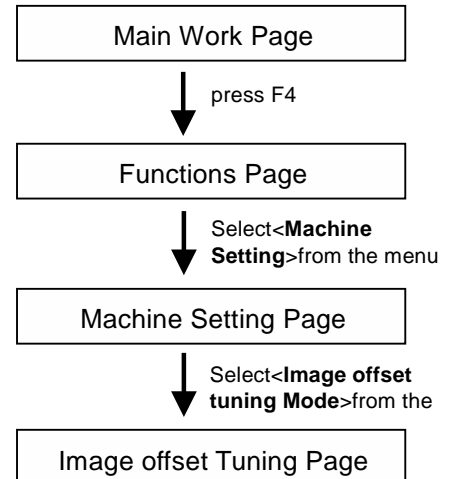 Main Work Page
press F4
Functions Page
Select<Machine
Setting>from the menu
Machine Setting Page
Select<Image offset
tuning Mode>from the
Image offset Tuning Page